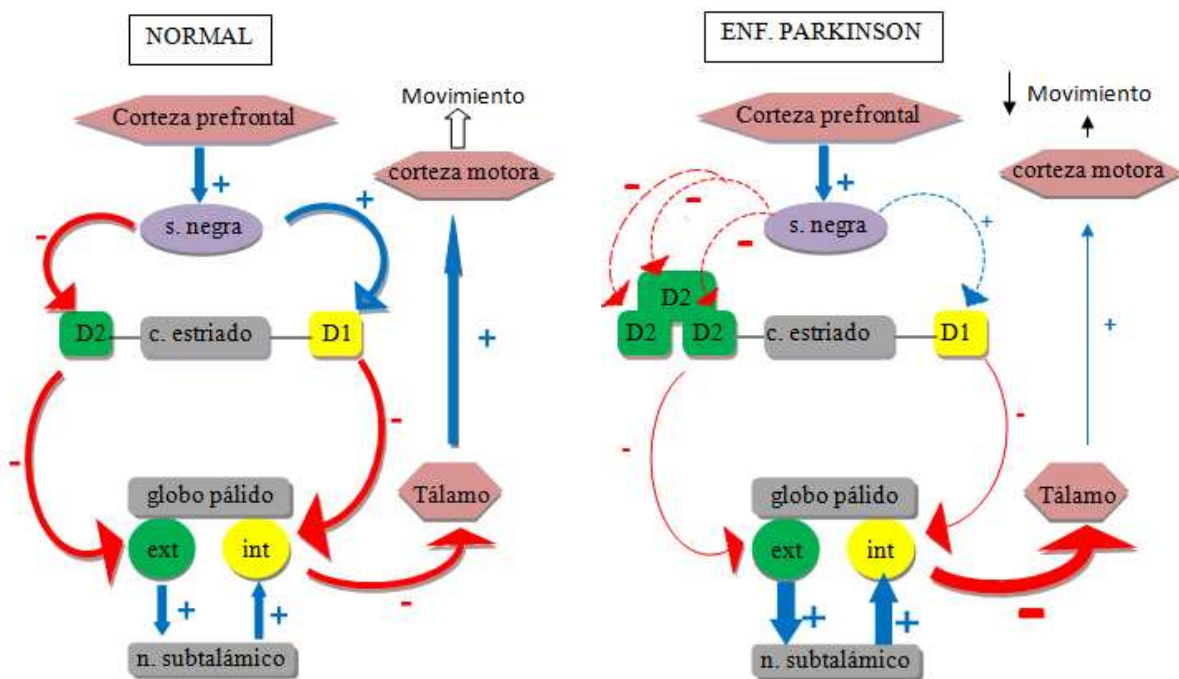 NORMAL
Corteza prefrontal
Movimiento
+
corteza motora
+
-
s. negra
D2
c. estriado
D1
+
-
-
globo pálido
Tálamo
ext
int
+
+
-
n. subtalámico
ENF. PARKINSON
Corteza prefrontal
Movimiento
+
corteza motora
-
-
-
s. negra
+
D2
D2
D2
c. estriado
D1
+
-
-
globo pálido
Tálamo
ext
int
+
+
-
n. subtalámico